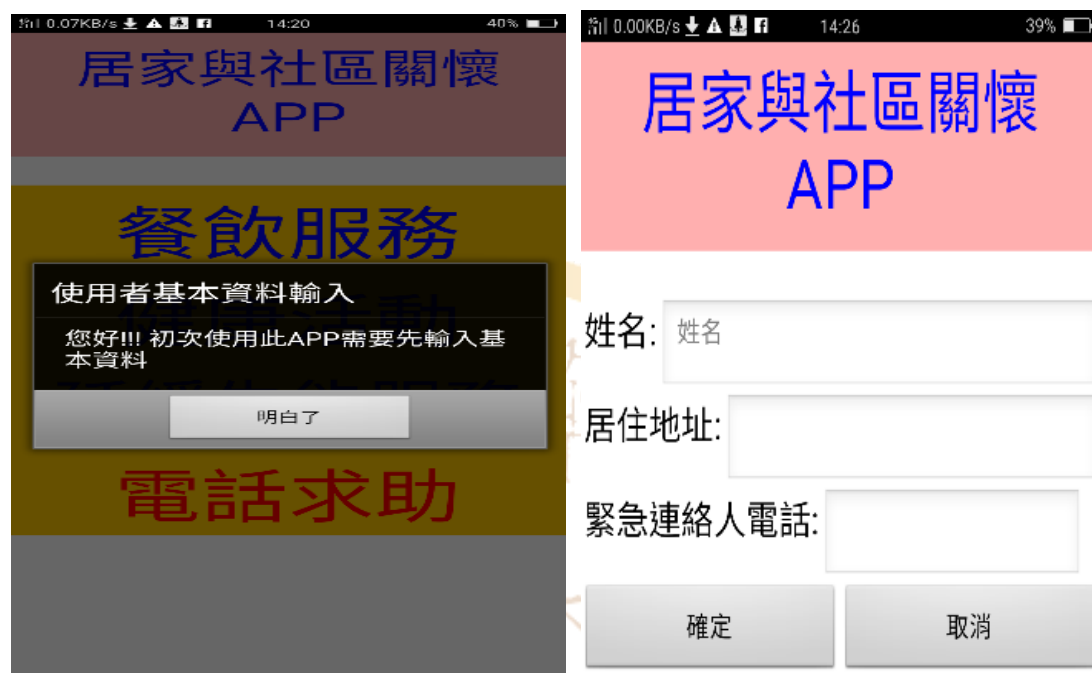 0.07KB/s 14:20 40%
居家與社區關懷
APP
餐飲服務
使用者基本資料輸入
您好!!! 初次使用此APP需要先輸入基
本資料
明白了
電話求助
0.00KB/s 14:26 39%
居家與社區關懷
APP
姓名: 姓名
居住地址:
緊急連絡人電話:
確定 取消